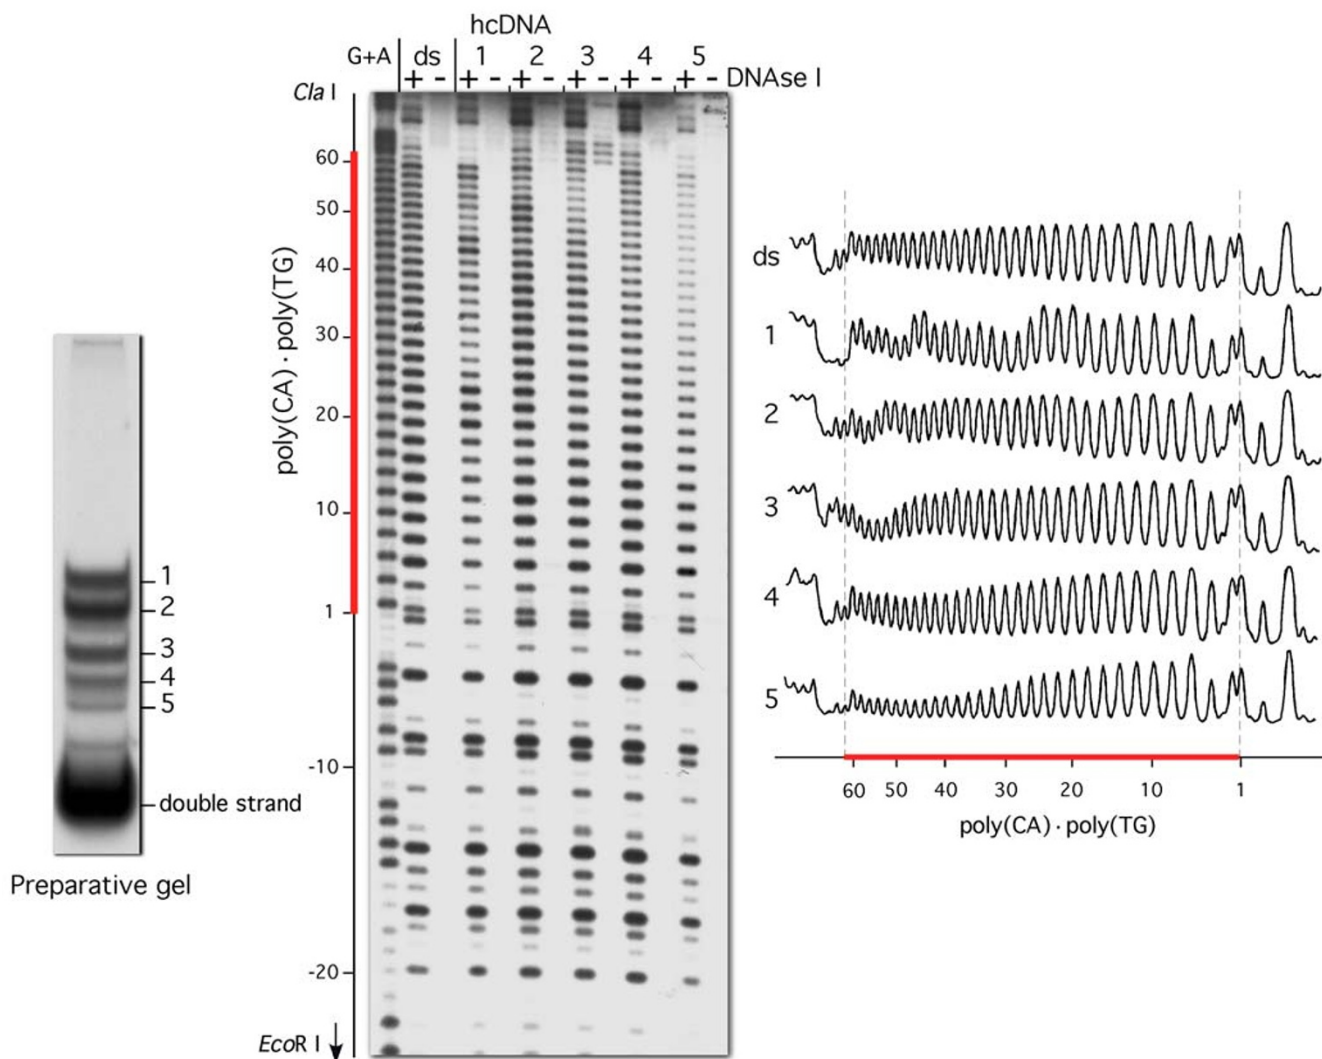 1
2
3
4
5
double strand
Preparative gel
hcDNA
G+A ds 1 2 3 4 5
+ - + - + - + - + - + - DNAse I
Cla I
60
50
40
30
20
10
1
-10
-20
poly(CA) · poly(TG)
EcoR I
ds
1
2
3
4
5
60 50 40 30 20 10 1
poly(CA) · poly(TG)